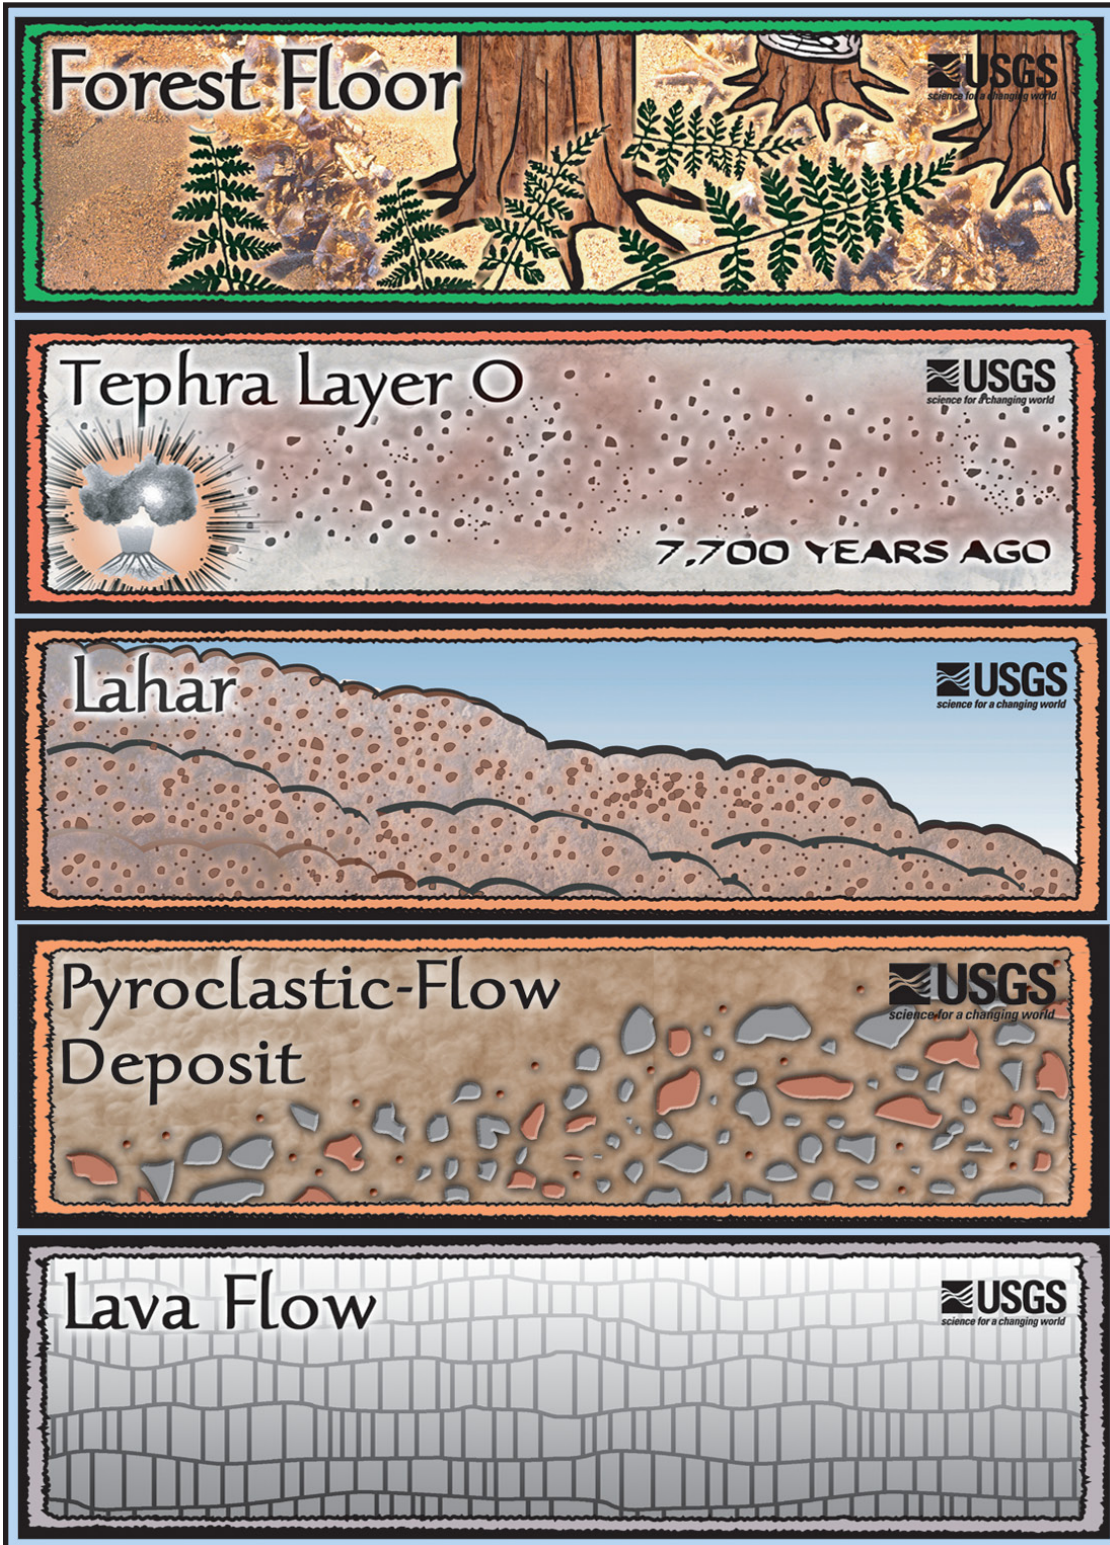 Forest Floor
USGS
science for a changing world
Tephra Layer O
USGS
science for a changing world
7,700 YEARS AGO
Lahar
USGS
science for a changing world
Pyroclastic-Flow
Deposit
USGS
science for a changing world
Lava Flow
USGS
science for a changing world